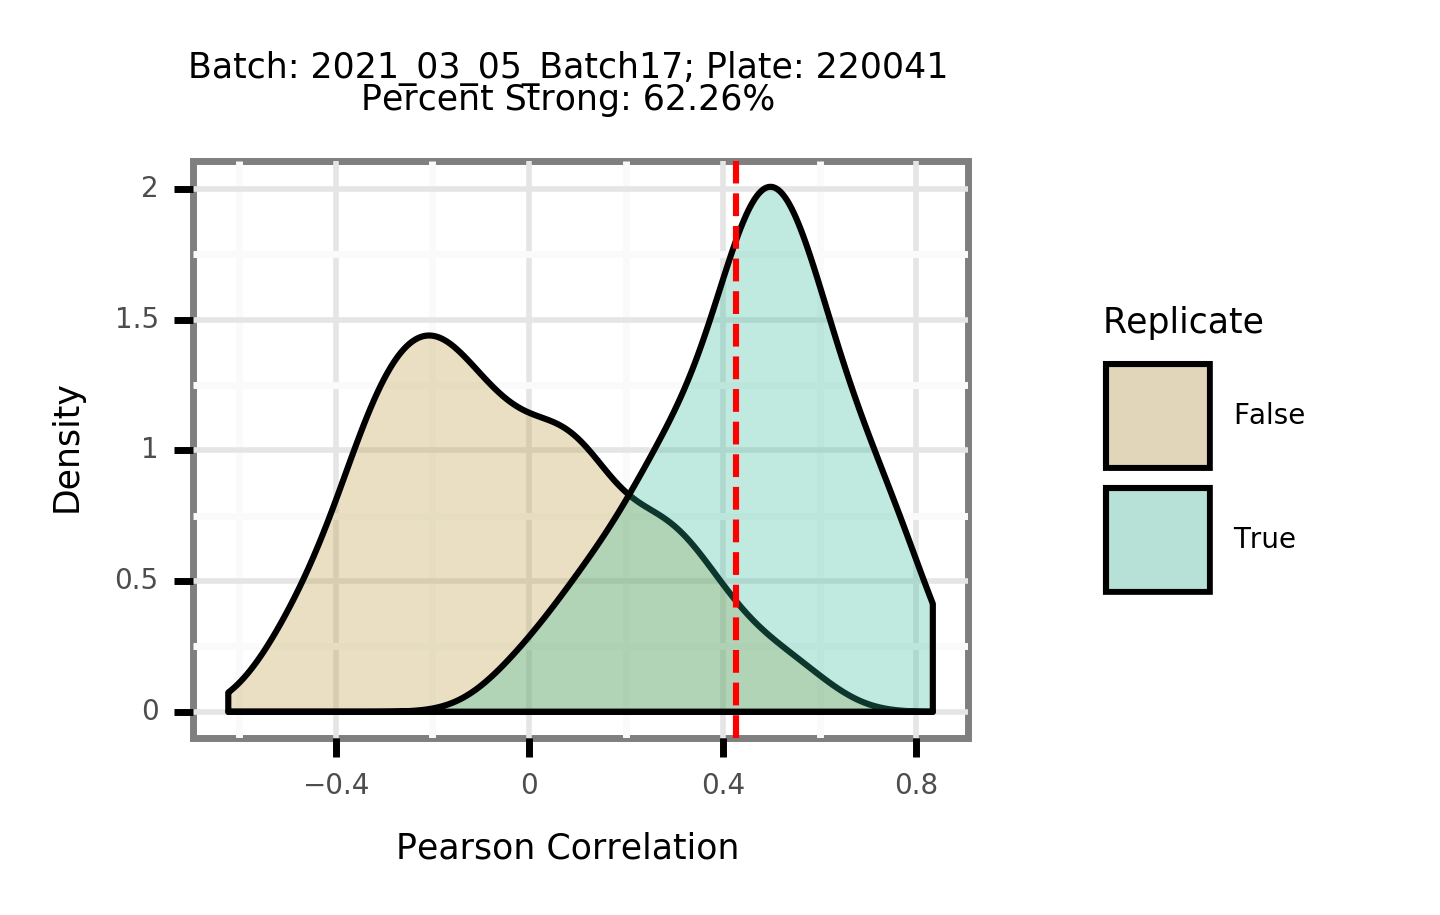 Batch: 2021_03_05_Batch17; Plate: 220041
Percent Strong: 62.26%
2
1.5
1
0.5
0
Density
−0.4
0
0.4
0.8
Pearson Correlation
Replicate
False
True